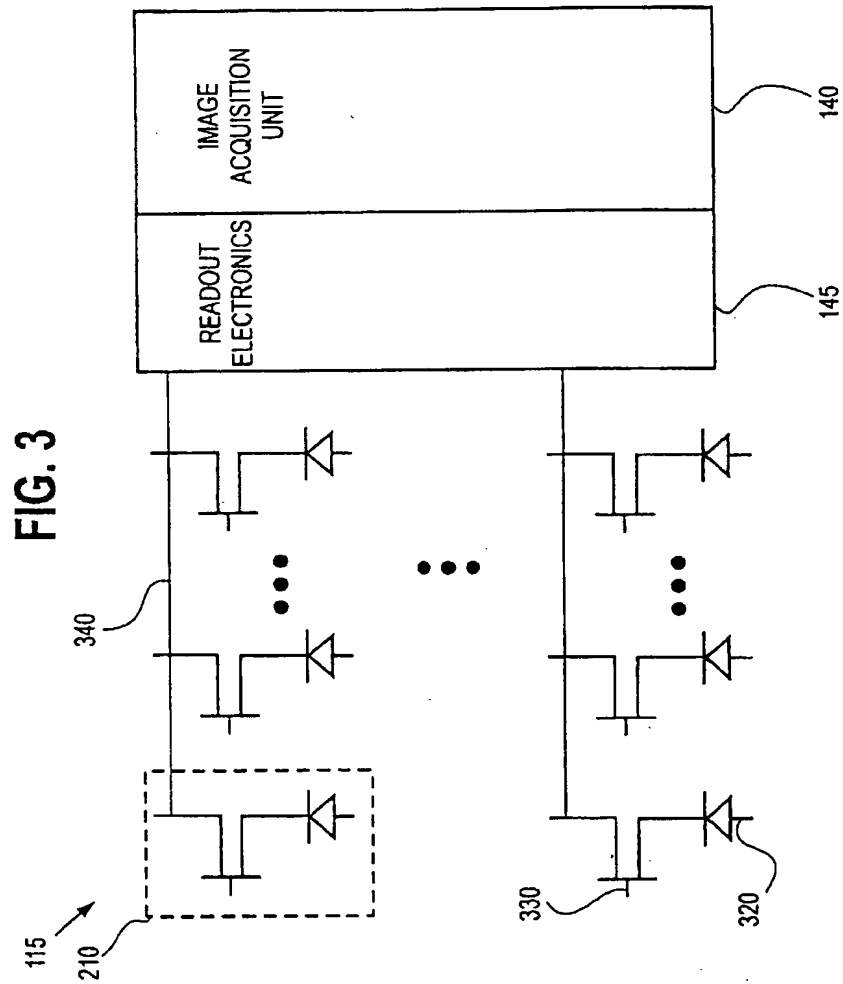 FIG. 3
115
210
340
READOUT
ELECTRONICS
IMAGE
ACQUISITION
UNIT
330
320
145
140